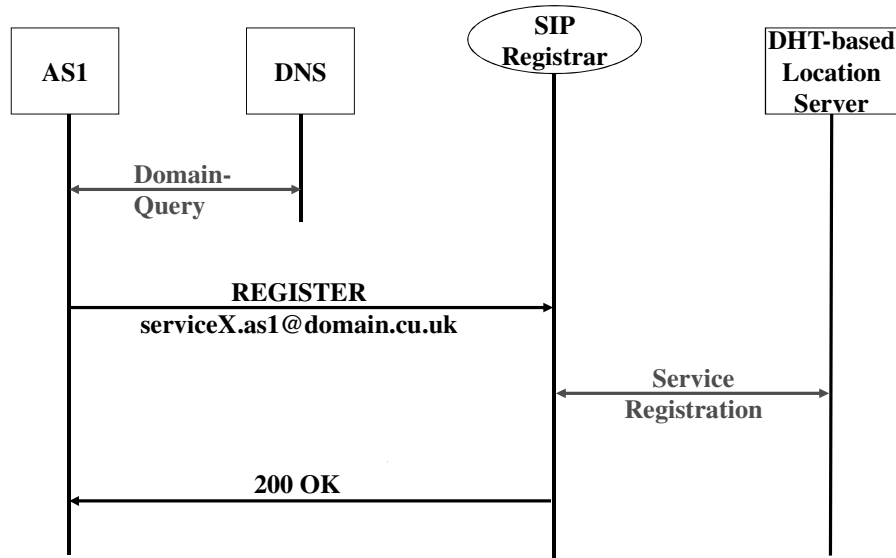 AS1
DNS
SIP
Registrar
DHT-based
Location
Server
Domain-
Query
REGISTER
serviceX.as1@domain.cu.uk
Service
Registration
200 OK